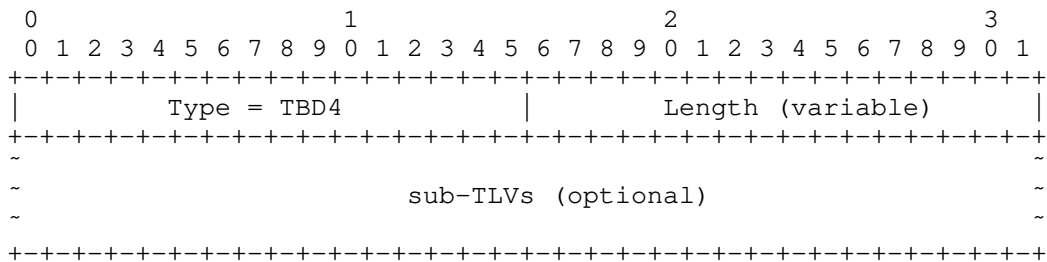 0                   1                   2                   3
 0 1 2 3 4 5 6 7 8 9 0 1 2 3 4 5 6 7 8 9 0 1 2 3 4 5 6 7 8 9 0 1
+-+-+-+-+-+-+-+-+-+-+-+-+-+-+-+-+-+-+-+-+-+-+-+-+-+-+-+-+-+-+-+-+
|         Type = TBD4           |        Length (variable)      |
+-+-+-+-+-+-+-+-+-+-+-+-+-+-+-+-+-+-+-+-+-+-+-+-+-+-+-+-+-+-+-+-+
~                                                               ~
~                        sub-TLVs (optional)                    ~
~                                                               ~
+-+-+-+-+-+-+-+-+-+-+-+-+-+-+-+-+-+-+-+-+-+-+-+-+-+-+-+-+-+-+-+-+